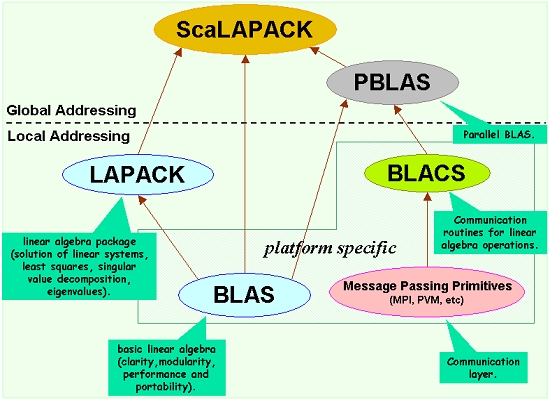 ScaLAPACK
PBLAS
Global Addressing
Local Addressing
Parallel BLAS.
LAPACK
BLACS
linear algebra package
(solution of linear systems,
least squares, singular
value decomposition,
eigenvalues).
Communication
routines for linear
algebra operations.
platform specific
BLAS
Message Passing Primitives
(MPI, PVM, etc)
basic linear algebra
(clarity,modularity,
performance and
portability).
Communication
layer.